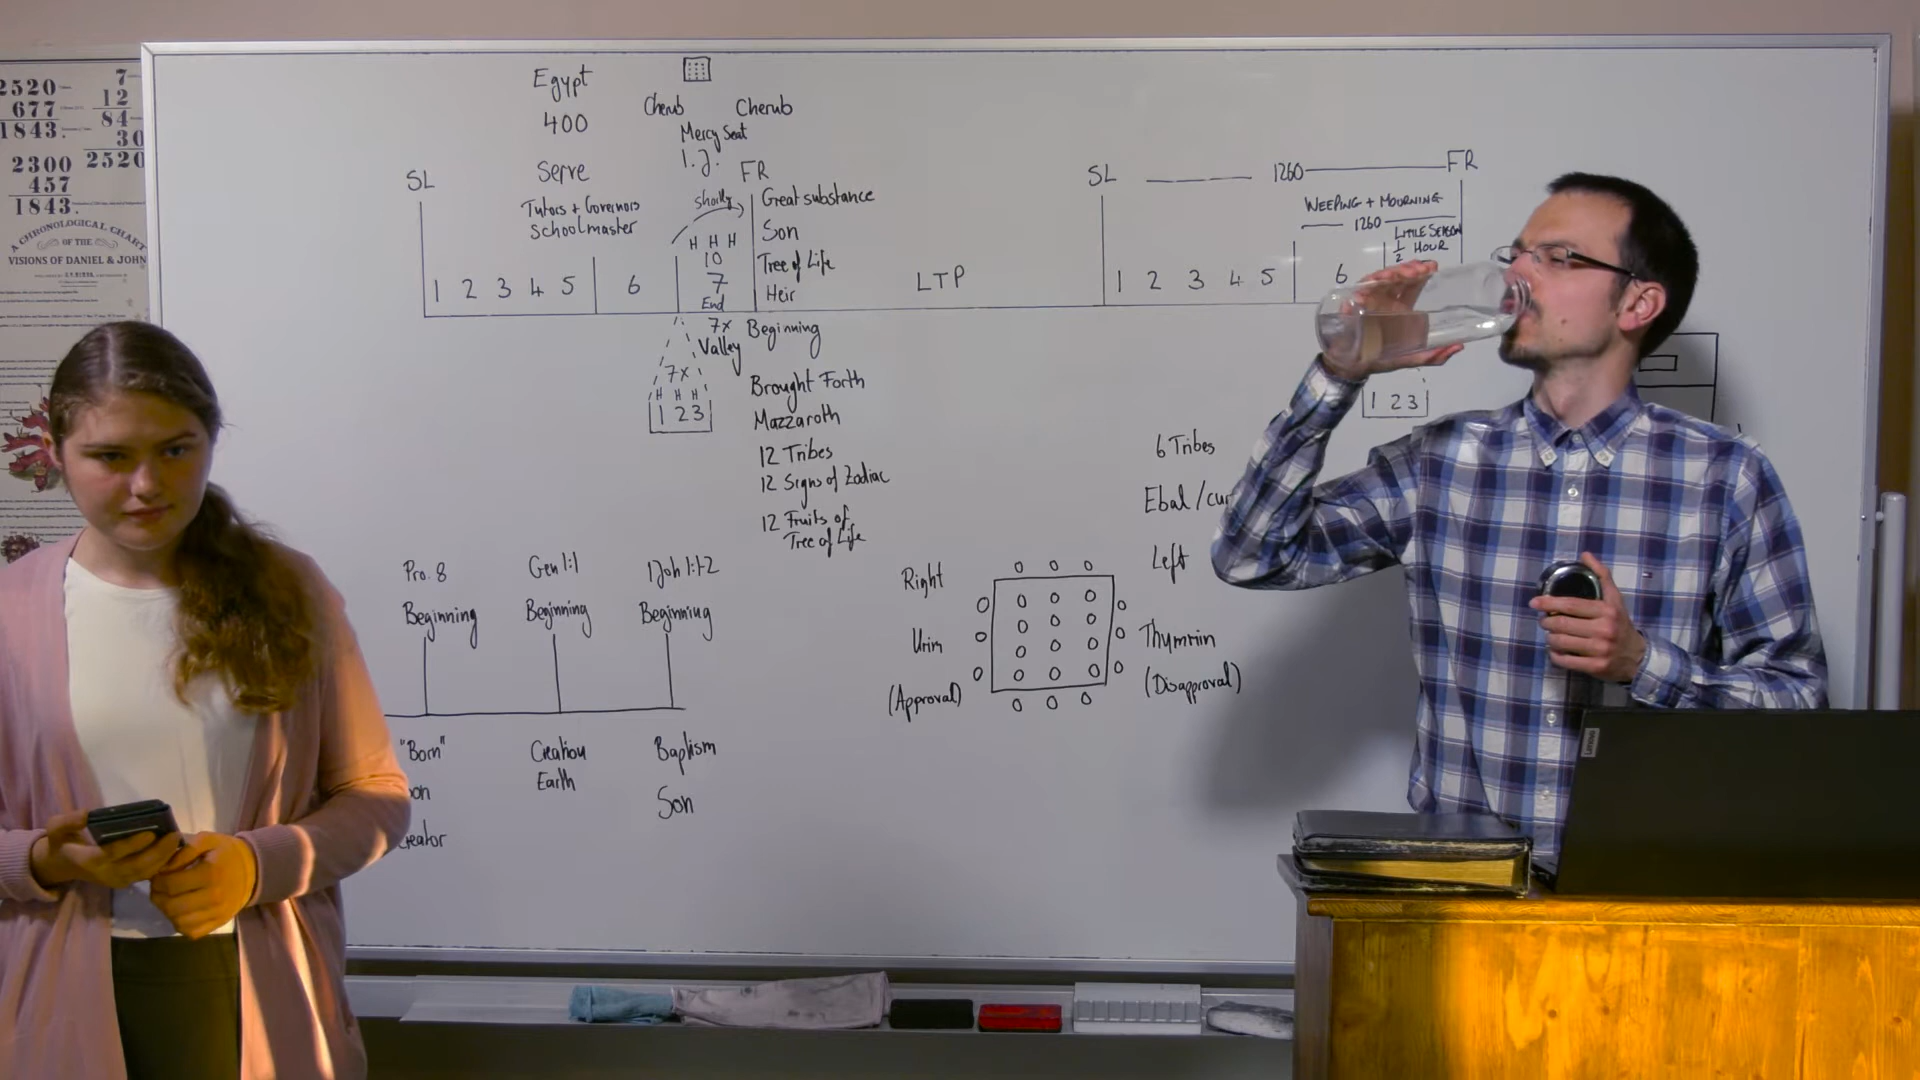 2520
677
1843.
2300
457
1843.
7
12
84
30
2520
A CHRONOLOGICAL CHART
OF THE
VISIONS OF DANIEL & JOHN
Egypt
400
Serve
Tutors + Governors
Schoolmaster
Cherub Cherub
Mercy Seat
I.J.
SL
FR
shortly
Great substance
Son
Tree of Life
Heir
H H H
10
7
End
1 2 3 4 5 6
LTP
7x
Valley
7x
H H H
1 2 3
Beginning
Brought Forth
Mazzaroth
12 Tribes
12 Signs of Zodiac
12 Fruits of
Tree of Life
SL 1260 FR
WEEPING + MOURNING
1260
LITTLE SEASON
1/2 HOUR
1 2 3 4 5 6
1 2 3
6 Tribes
Ebal/cur
Left
Thummin
(Disapproval)
Right
Urim
(Approval)
O O O
O O O O O
O O O O O
O O O
O O O O O
O O O
Pro. 8 Gen 1:1 1Joh 1:1-2
Beginning Beginning Beginning
"Born"
on
reator
Creation
Earth
Baptism
Son
Lenovo